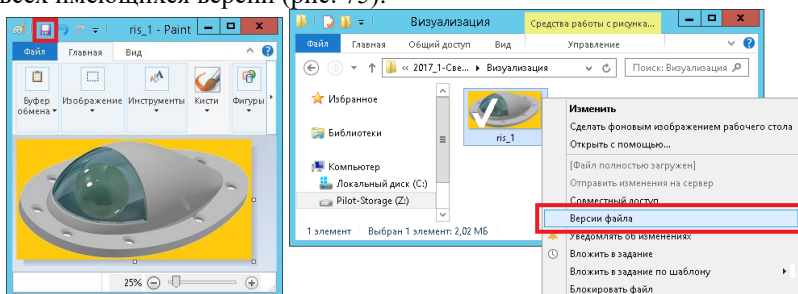 всех имеющихся версий (рис. 73).
ris_1 - Paint
Файл
Главная
Вид
Буфер обмена
Изображение
Инструменты
Кисти
Фигуры
25%
Визуализация
Средства работы с рисунка...
Файл
Главная
Общий доступ
Вид
Управление
« 2017_1-Све... ▸ Визуализация
Поиск: Визуализация
Избранное
Библиотеки
Компьютер
Локальный диск (C:)
Pilot-Storage (Z:)
ris_1
1 элемент
Выбран 1 элемент: 2,02 МБ
Изменить
Сделать фоновым изображением рабочего стола
Открыть с помощью...
[Файл полностью загружен]
Отправить изменения на сервер
Совместный доступ
Версии файла
Уведомлять об изменениях
Вложить в задание
Вложить в задание по шаблону
Блокировать файл